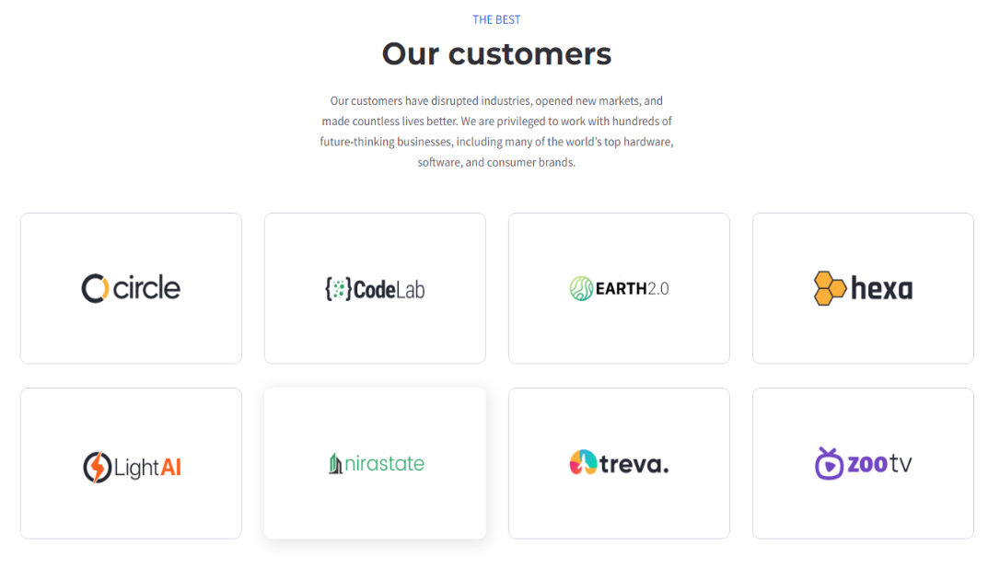 THE BEST
Our customers
Our customers have disrupted industries, opened new markets, and
made countless lives better. We are privileged to work with hundreds of
future-thinking businesses, including many of the world's top hardware,
software, and consumer brands.
circle
{}CodeLab
EARTH2.0
hexa
LightAI
nirastate
treva.
zootv